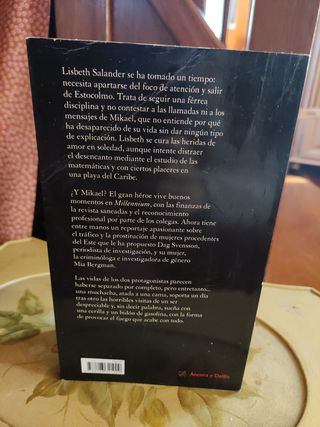 Lisbeth Salander se ha tomado un tiempo:
necesita apartarse del foco de atención y salir
de Estocolmo. Trata de seguir una férrea
disciplina y no contestar a las llamadas ni a los
mensajes de Mikael, que no entiende por qué
ha desaparecido de su vida sin dar ningún tipo
de explicación. Lisbeth se cura las heridas de
amor en soledad, aunque intente distraer
el desencanto mediante el estudio de las
matemáticas y con ciertos placeres en
una playa del Caribe.
¿Y Mikael? El gran héroe vive buenos
momentos en Millennium, con las finanzas de
la revista saneadas y el reconocimiento
profesional por parte de los colegas. Ahora tiene
entre manos un reportaje apasionante sobre
el tráfico y la prostitución de mujeres procedentes
del Este que le ha propuesto Dag Svensson,
periodista de investigación, y su mujer,
la criminóloga e investigadora de género
Mia Bergman.
Las vidas de los dos protagonistas parecen
haberse separado por completo, pero entretanto...
una muchacha, atada a una cama, soporta un día
tras otro las horribles visitas de un ser
despreciable y, sin decir palabra, sueña con
una cerilla y un bidón de gasolina, con la forma
de provocar el fuego que acabe con todo.
Áncora y Delfín